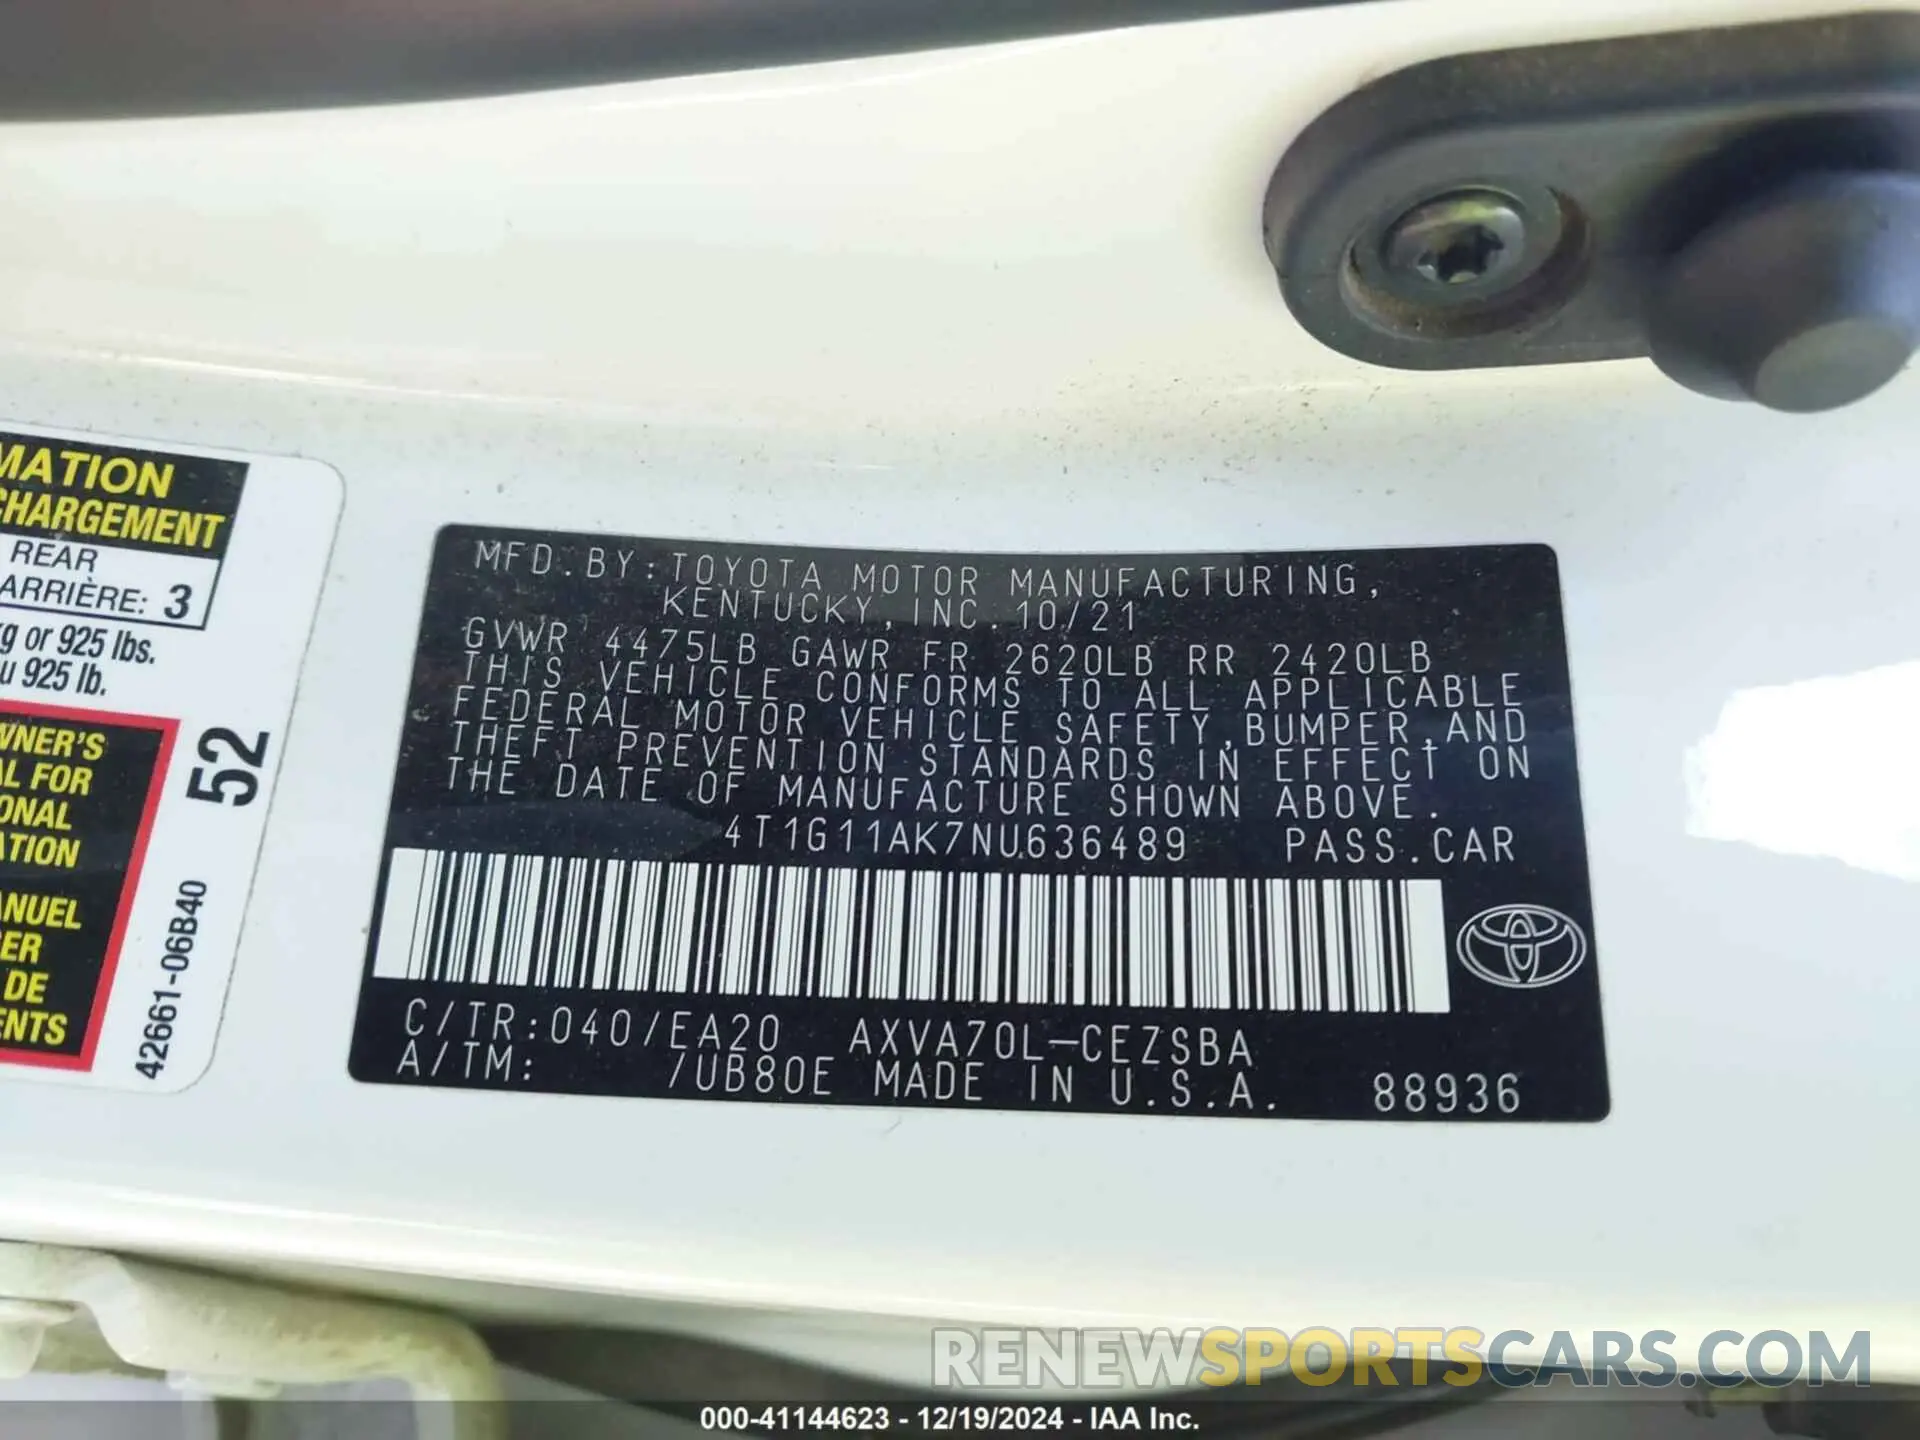 MATION
CHARGEMENT
REAR
ARRIÈRE: 3
kg or 925 lbs.
u 925 lb.
WNER'S
AL FOR
ONAL
ATION
ANUEL
GER
DE
ENTS
52
42661-06B40
MFD.BY:TOYOTA MOTOR MANUFACTURING,
KENTUCKY,INC.10/21
GVWR 4475LB GAWR FR 2620LB RR 2420LB
THIS VEHICLE CONFORMS TO ALL APPLICABLE
FEDERAL MOTOR VEHICLE SAFETY,BUMPER,AND
THEFT PREVENTION STANDARDS IN EFFECT ON
THE DATE OF MANUFACTURE SHOWN ABOVE.
4T1G11AK7NU636489 PASS.CAR
C/TR:040/EA20 AXVA70L-CEZSBA
A/TM: /UB80E MADE IN U.S.A. 88936
RENEWSPORTSCARS.COM
000-41144623 - 12/19/2024 - IAA Inc.